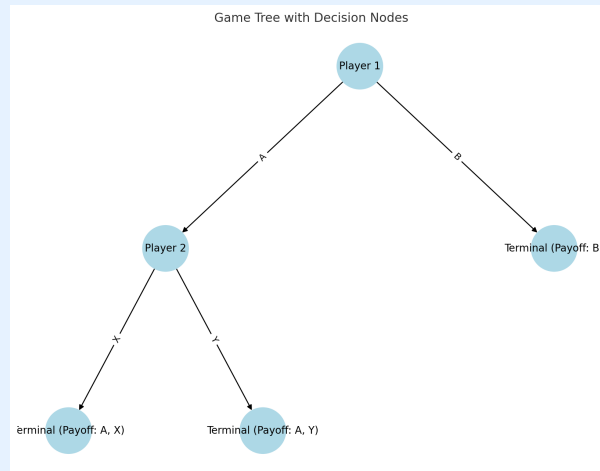 Game Tree with Decision Nodes
Player 1
A
B
Player 2
Terminal (Payoff: B
X
Y
erminal (Payoff: A, X)
Terminal (Payoff: A, Y)